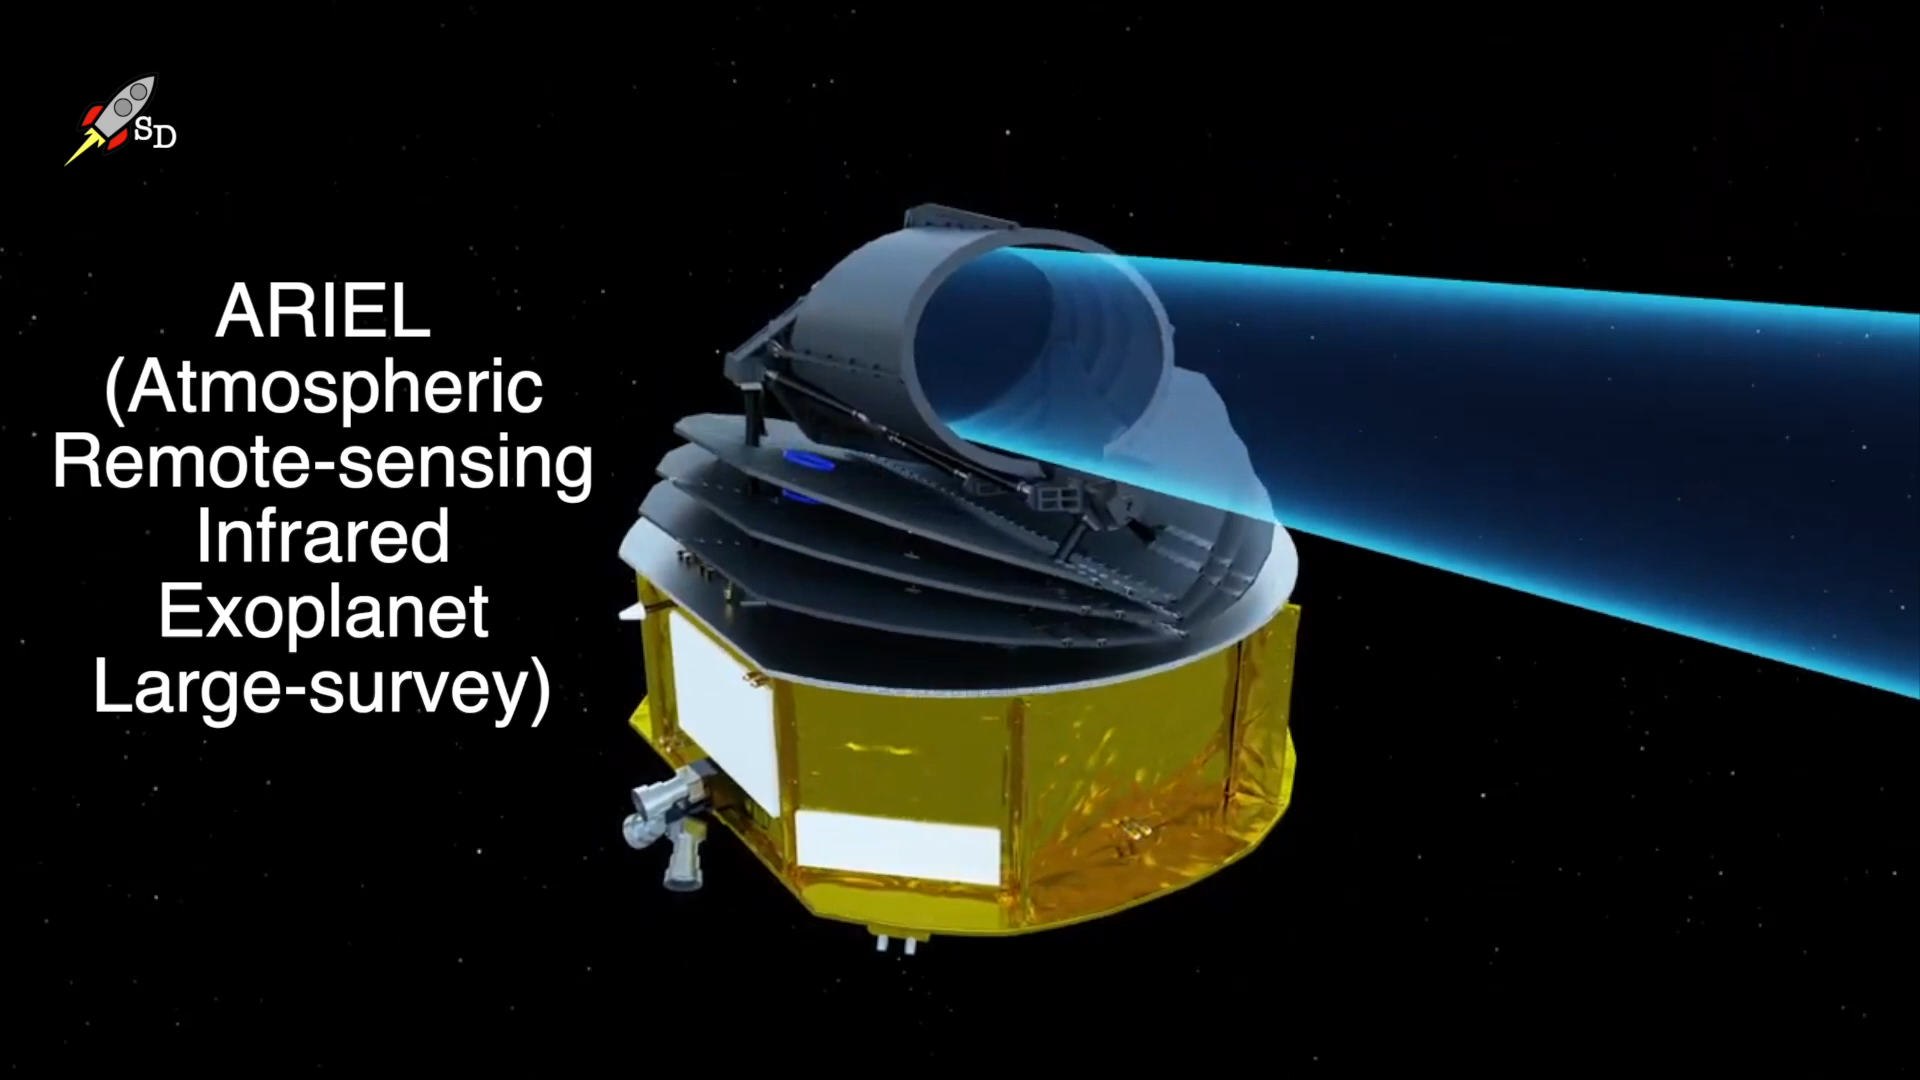 SD
ARIEL
(Atmospheric
Remote-sensing
Infrared
Exoplanet
Large-survey)